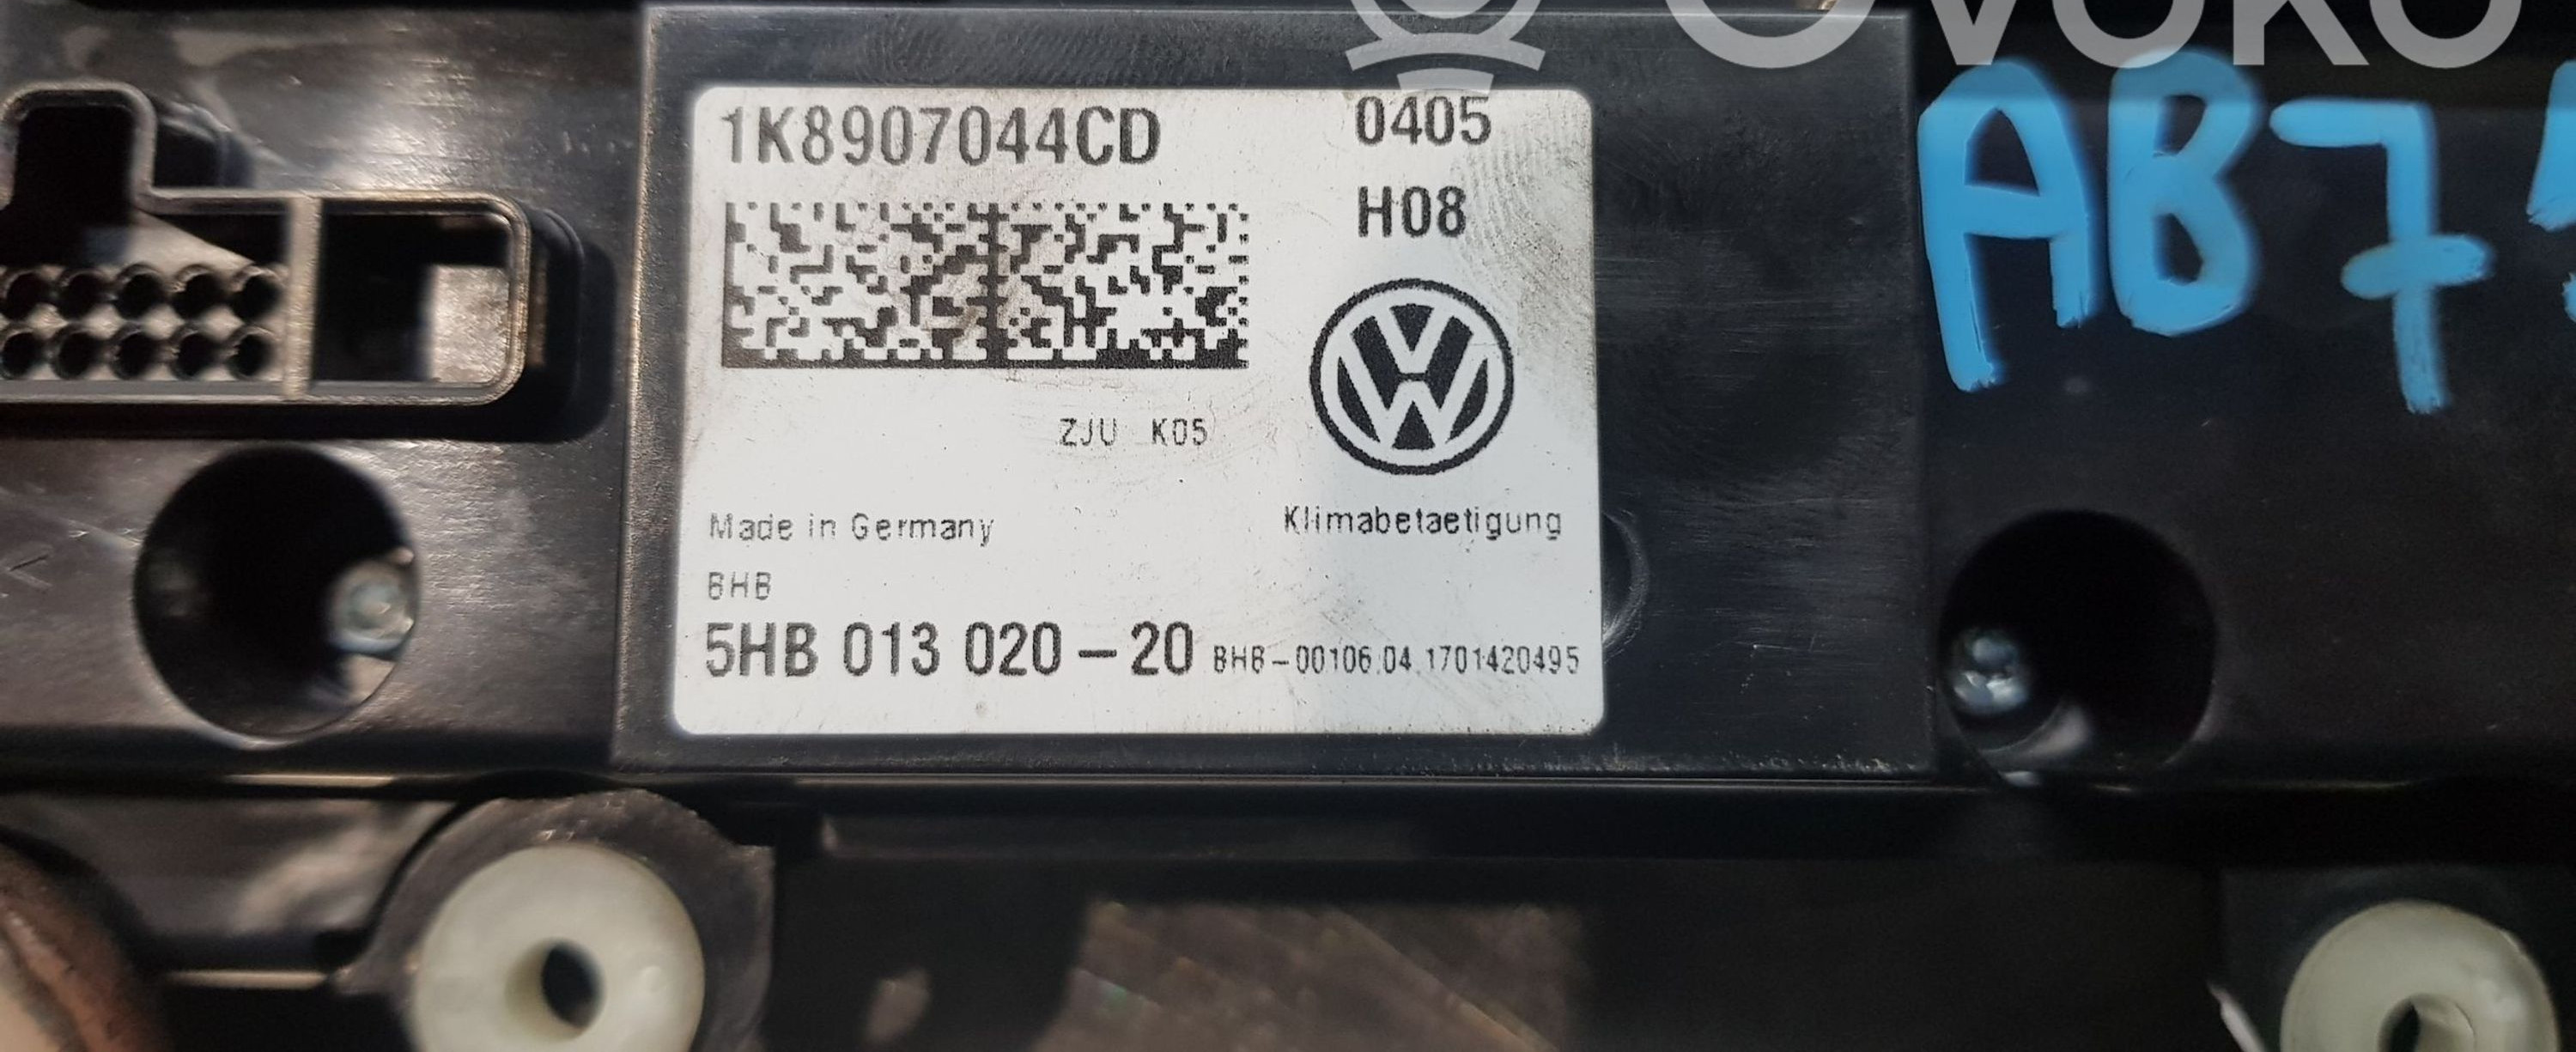 OVOKO
1K8907044CD
0405
H08
AB7
ZJU K05
Made in Germany
Klimabetaetigung
BHB
5HB 013 020-20 BHB-00106.04.1701420495